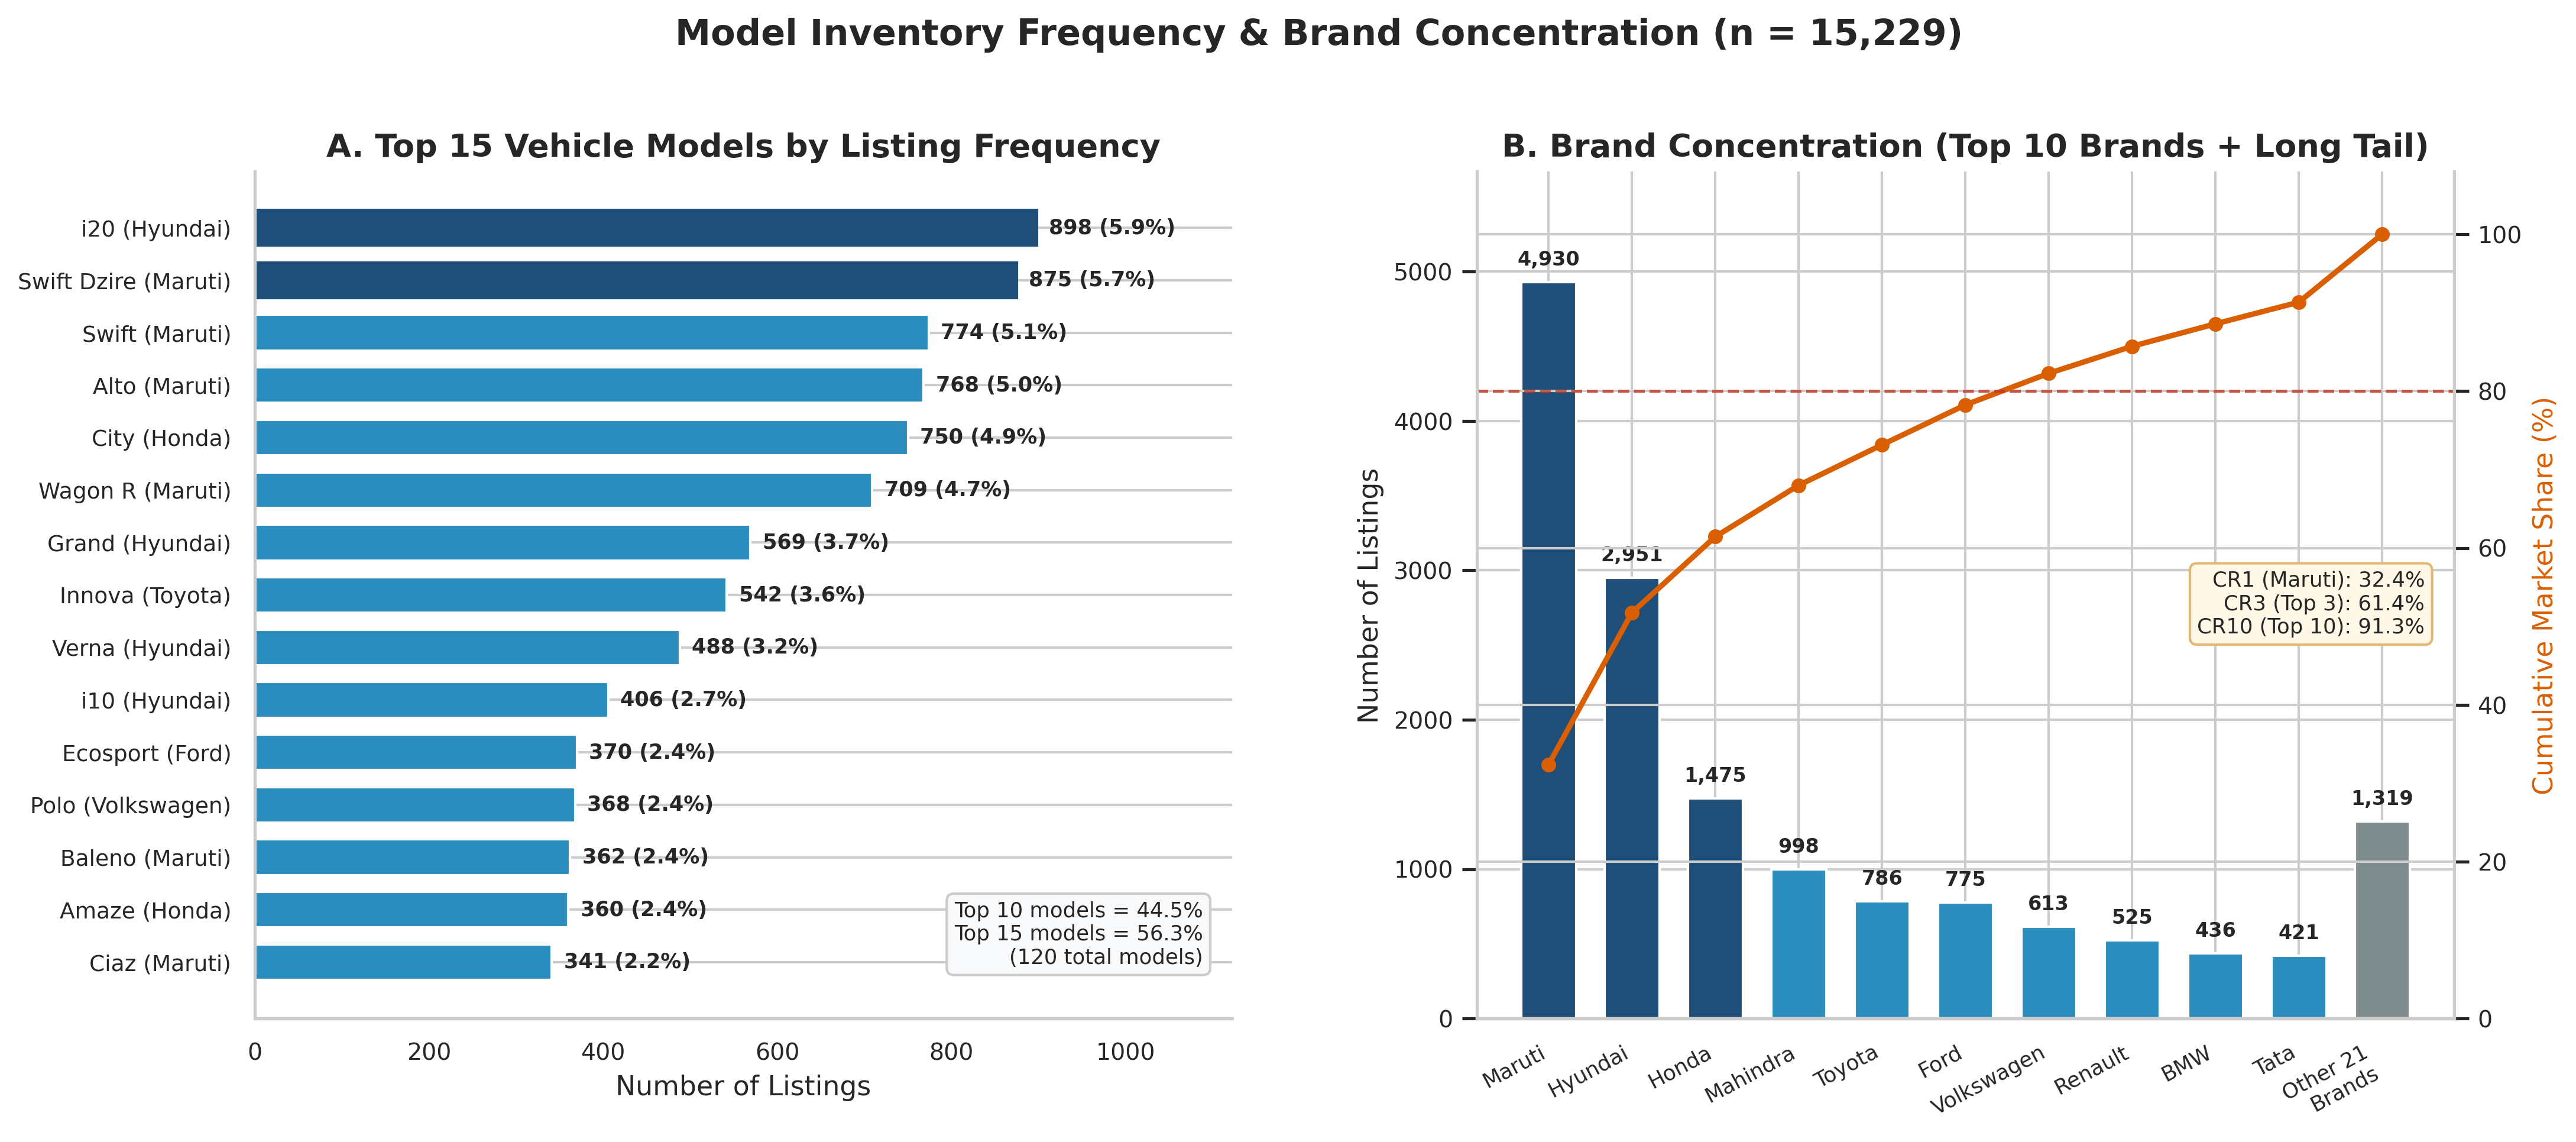 Model Inventory Frequency & Brand Concentration (n = 15,229)
A. Top 15 Vehicle Models by Listing Frequency
i20 (Hyundai)
898 (5.9%)
Swift Dzire (Maruti)
875 (5.7%)
Swift (Maruti)
774 (5.1%)
Alto (Maruti)
768 (5.0%)
City (Honda)
750 (4.9%)
Wagon R (Maruti)
709 (4.7%)
Grand (Hyundai)
569 (3.7%)
Innova (Toyota)
542 (3.6%)
Verna (Hyundai)
488 (3.2%)
i10 (Hyundai)
406 (2.7%)
Ecosport (Ford)
370 (2.4%)
Polo (Volkswagen)
368 (2.4%)
Baleno (Maruti)
362 (2.4%)
Amaze (Honda)
360 (2.4%)
Ciaz (Maruti)
341 (2.2%)
Top 10 models = 44.5%
Top 15 models = 56.3%
(120 total models)
0
200
400
600
800
1000
Number of Listings
B. Brand Concentration (Top 10 Brands + Long Tail)
Number of Listings
5000
4000
3000
2000
1000
0
4,930
2,951
1,475
998
786
775
613
525
436
421
1,319
CR1 (Maruti): 32.4%
CR3 (Top 3): 61.4%
CR10 (Top 10): 91.3%
100
80
60
40
20
0
Cumulative Market Share (%)
Maruti
Hyundai
Honda
Mahindra
Toyota
Ford
Volkswagen
Renault
BMW
Tata
Other 21
Brands